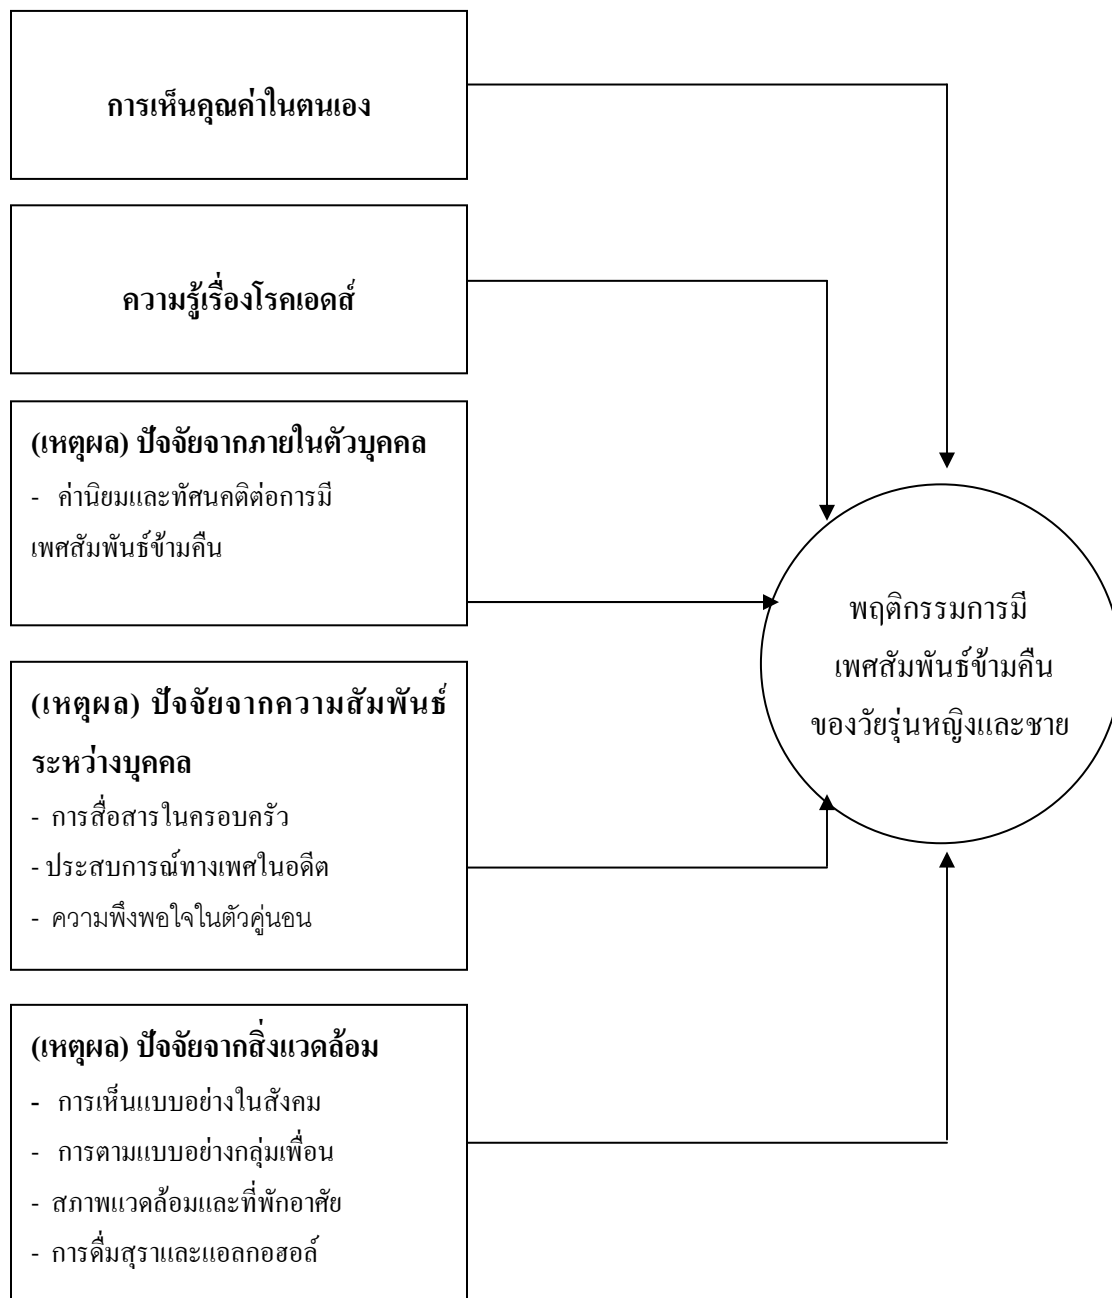 การเห็นคุณค่าในตนเอง
ความรู้เรื่องโรคเอดส์
(เหตุผล) ปัจจัยจากภายในตัวบุคคล
- ค่านิยมและทัศนคติต่อการมี
เพศสัมพันธ์ข้ามคืน
(เหตุผล) ปัจจัยจากความสัมพันธ์
ระหว่างบุคคล
- การสื่อสารในครอบครัว
- ประสบการณ์ทางเพศในอดีต
- ความพึงพอใจในตัวคู่นอน
(เหตุผล) ปัจจัยจากสิ่งแวดล้อม
- การเห็นแบบอย่างในสังคม
- การตามแบบอย่างกลุ่มเพื่อน
- สภาพแวดล้อมและที่พักอาศัย
- การดื่มสุราและแอลกอฮอล์
พฤติกรรมการมี
เพศสัมพันธ์ข้ามคืน
ของวัยรุ่นหญิงและชาย